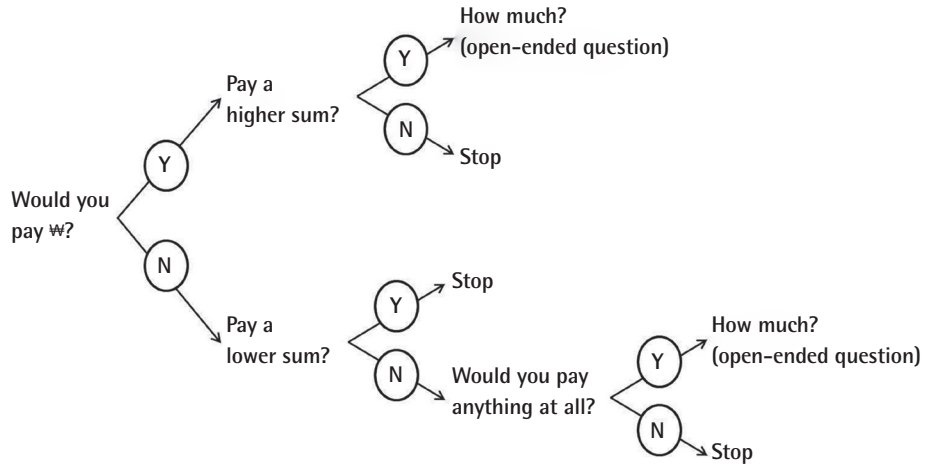 Would you
pay ₩?
Y
N
Pay a
higher sum?
Y
N
How much?
(open-ended question)
Stop
Pay a
lower sum?
Y
N
Stop
Would you pay
anything at all?
Y
N
How much?
(open-ended question)
Stop